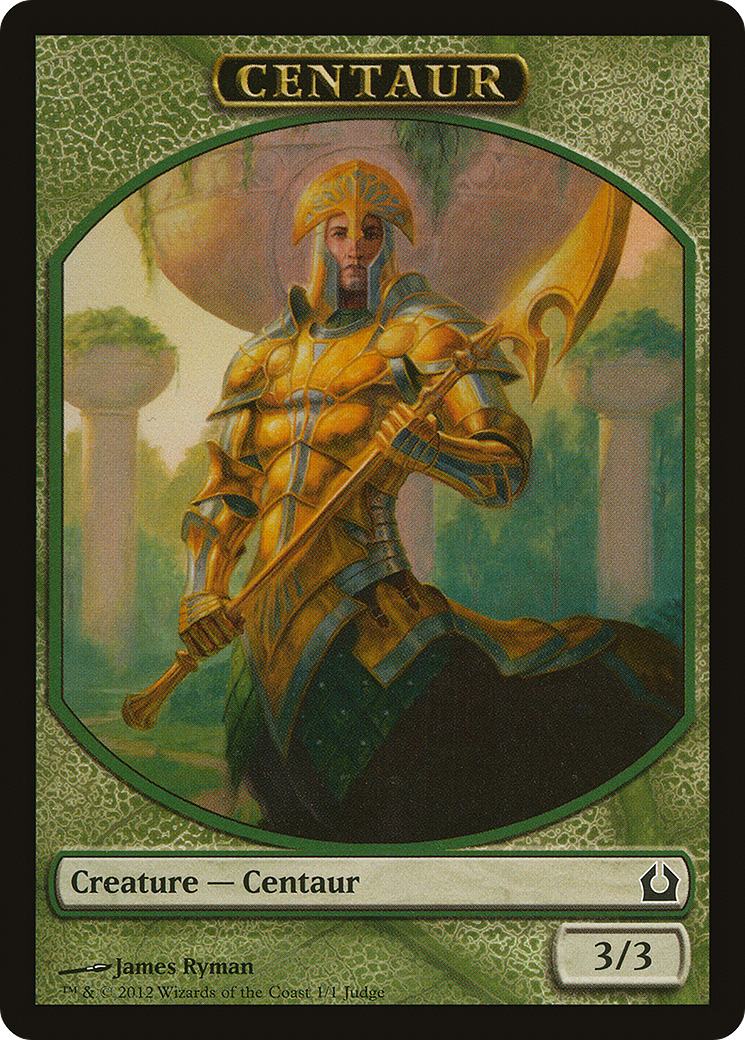 CENTAUR
Creature — Centaur
3/3
James Ryman
™ & © 2012 Wizards of the Coast 1/1 Judge